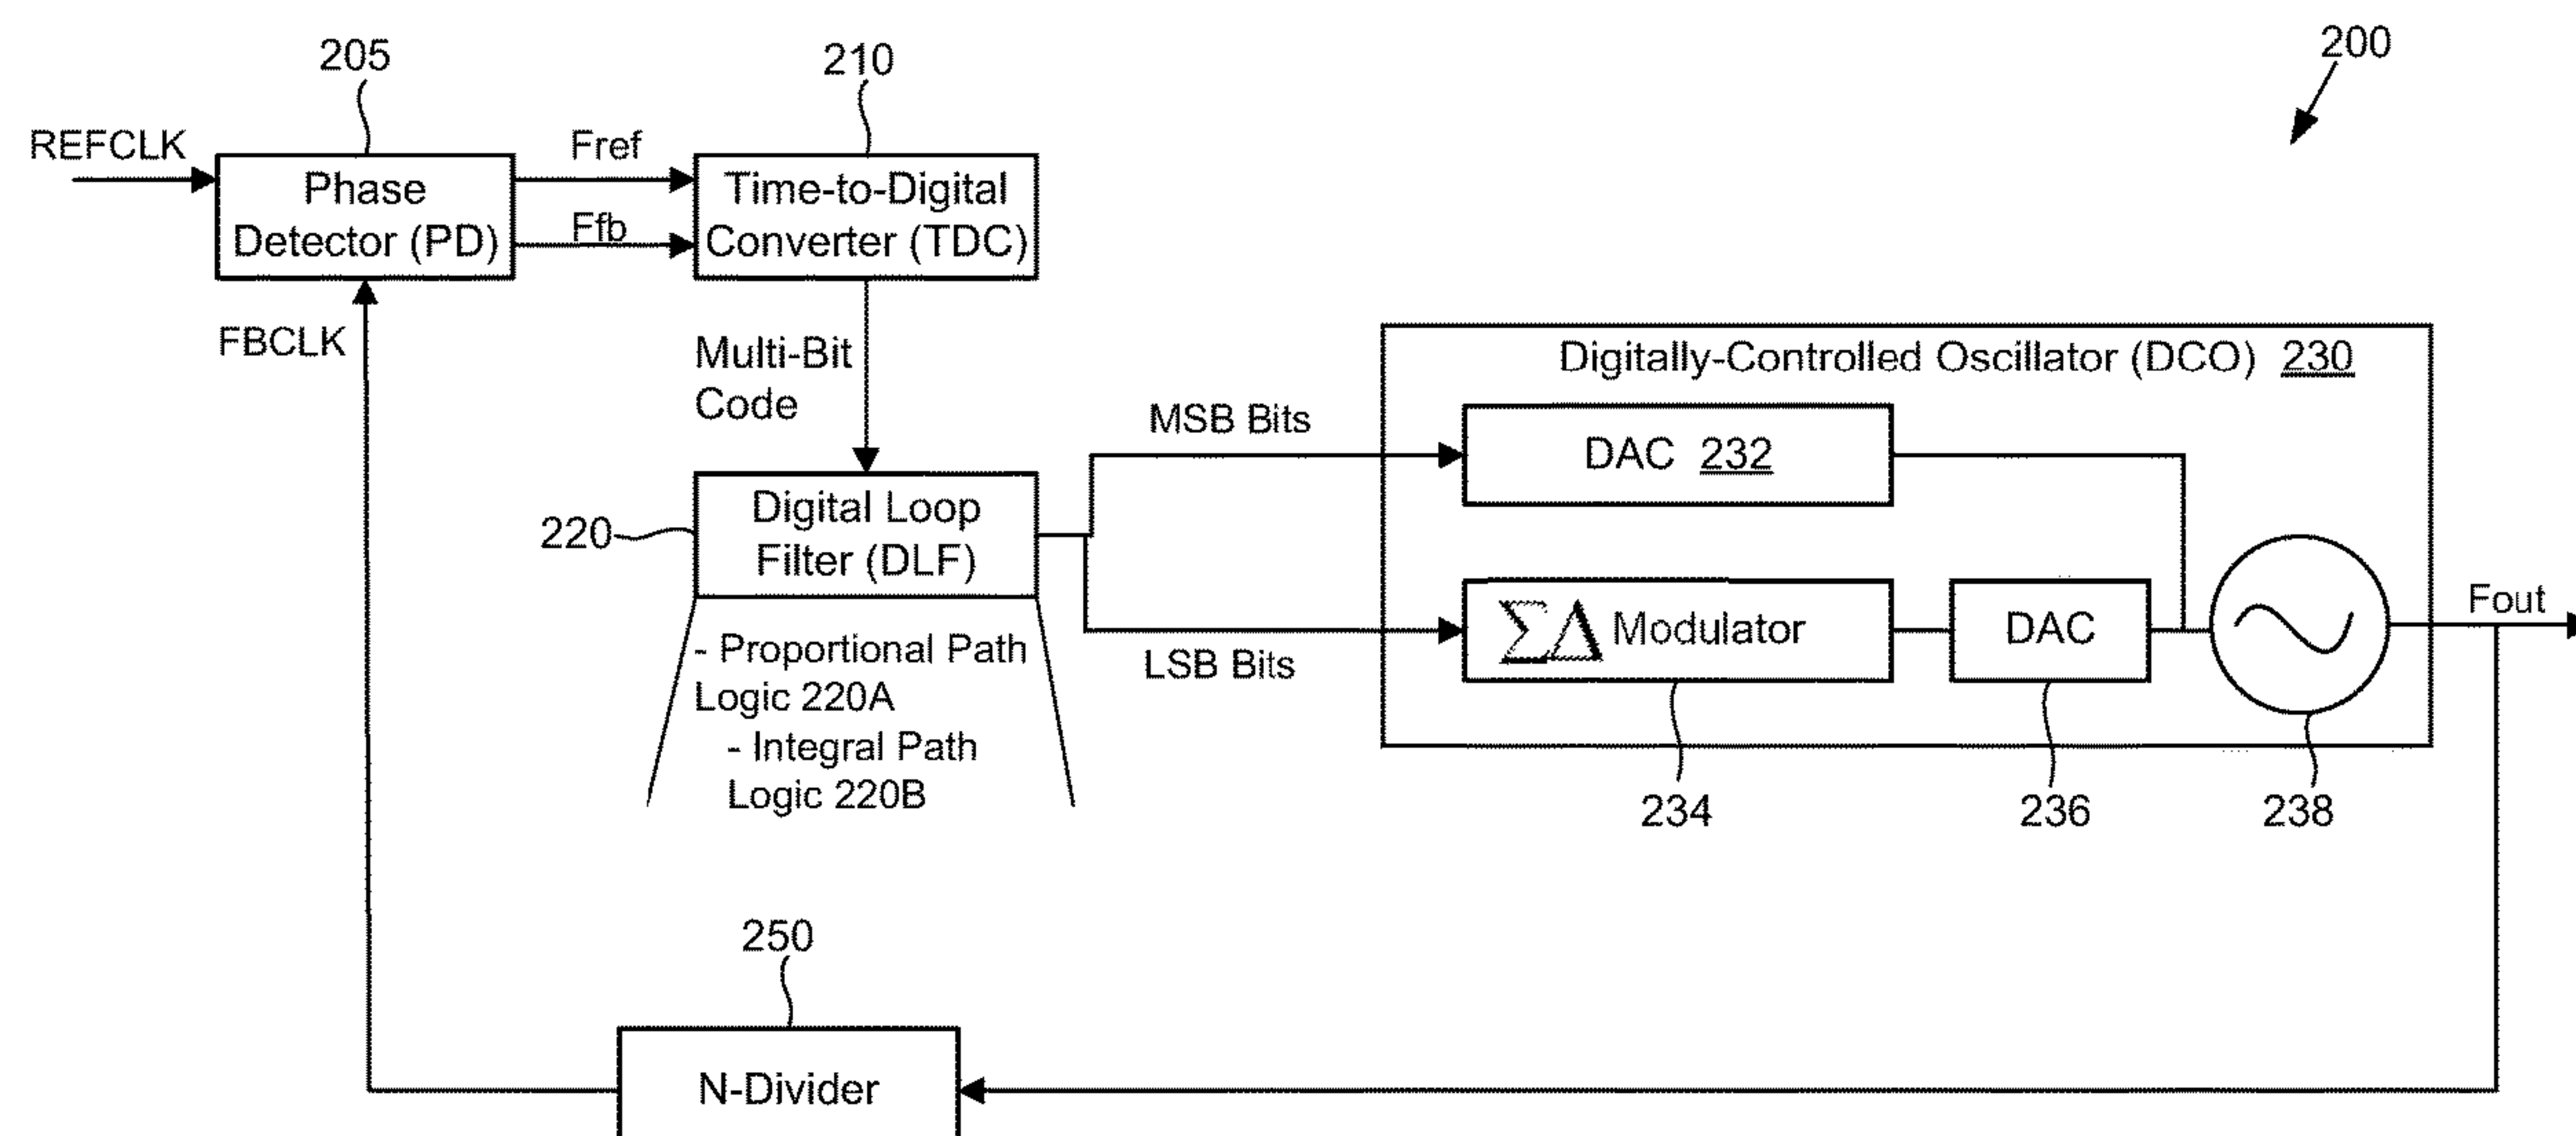 200
205
210
REFCLK
Fref
Phase
Detector (PD)
Ffb
Time-to-Digital
Converter (TDC)
FBCLK
Multi-Bit
Code
Digitally-Controlled Oscillator (DCO) 230
MSB Bits
DAC 232
220
Digital Loop
Filter (DLF)
LSB Bits
ΣΔ Modulator
DAC
Fout
- Proportional Path
Logic 220A
- Integral Path
Logic 220B
234
236
238
250
N-Divider